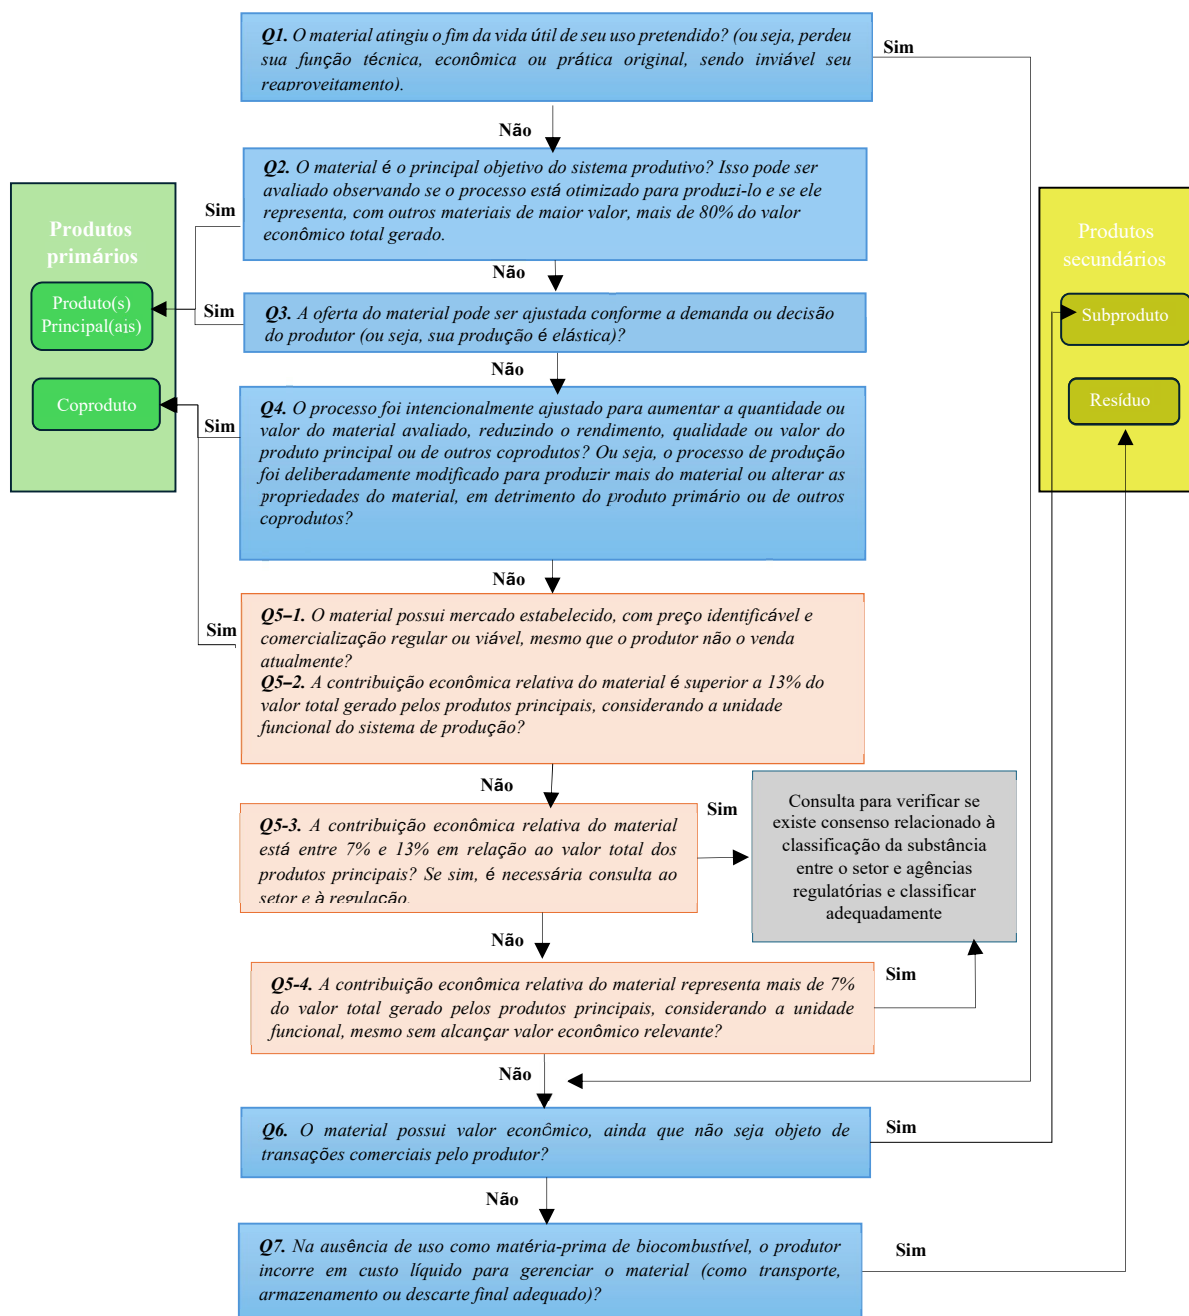 Q1. O material atingiu o fim da vida útil de seu uso pretendido? (ou seja, perdeu
sua função técnica, econômica ou prática original, sendo inviável seu
reaproveitamento).
Sim
Não
Q2. O material é o principal objetivo do sistema produtivo? Isso pode ser
avaliado observando se o processo está otimizado para produzi-lo e se ele
representa, com outros materiais de maior valor, mais de 80% do valor
econômico total gerado.
Sim
Não
Produtos
primários
Produto(s)
Principal(ais)
Coproduto
Produtos
secundários
Subproduto
Resíduo
Q3. A oferta do material pode ser ajustada conforme a demanda ou decisão
do produtor (ou seja, sua produção é elástica)?
Sim
Não
Q4. O processo foi intencionalmente ajustado para aumentar a quantidade ou
valor do material avaliado, reduzindo o rendimento, qualidade ou valor do
produto principal ou de outros coprodutos? Ou seja, o processo de produção
foi deliberadamente modificado para produzir mais do material ou alterar as
propriedades do material, em detrimento do produto primário ou de outros
coprodutos?
Sim
Não
Q5–1. O material possui mercado estabelecido, com preço identificável e
comercialização regular ou viável, mesmo que o produtor não o venda
atualmente?
Q5–2. A contribuição econômica relativa do material é superior a 13% do
valor total gerado pelos produtos principais, considerando a unidade
funcional do sistema de produção?
Sim
Não
Q5-3. A contribuição econômica relativa do material
está entre 7% e 13% em relação ao valor total dos
produtos principais? Se sim, é necessária consulta ao
setor e à regulação.
Sim
Consulta para verificar se
existe consenso relacionado à
classificação da substância
entre o setor e agências
regulatórias e classificar
adequadamente
Não
Q5-4. A contribuição econômica relativa do material representa mais de 7%
do valor total gerado pelos produtos principais, considerando a unidade
funcional, mesmo sem alcançar valor econômico relevante?
Sim
Não
Q6. O material possui valor econômico, ainda que não seja objeto de
transações comerciais pelo produtor?
Sim
Não
Q7. Na ausência de uso como matéria-prima de biocombustível, o produtor
incorre em custo líquido para gerenciar o material (como transporte,
armazenamento ou descarte final adequado)?
Sim